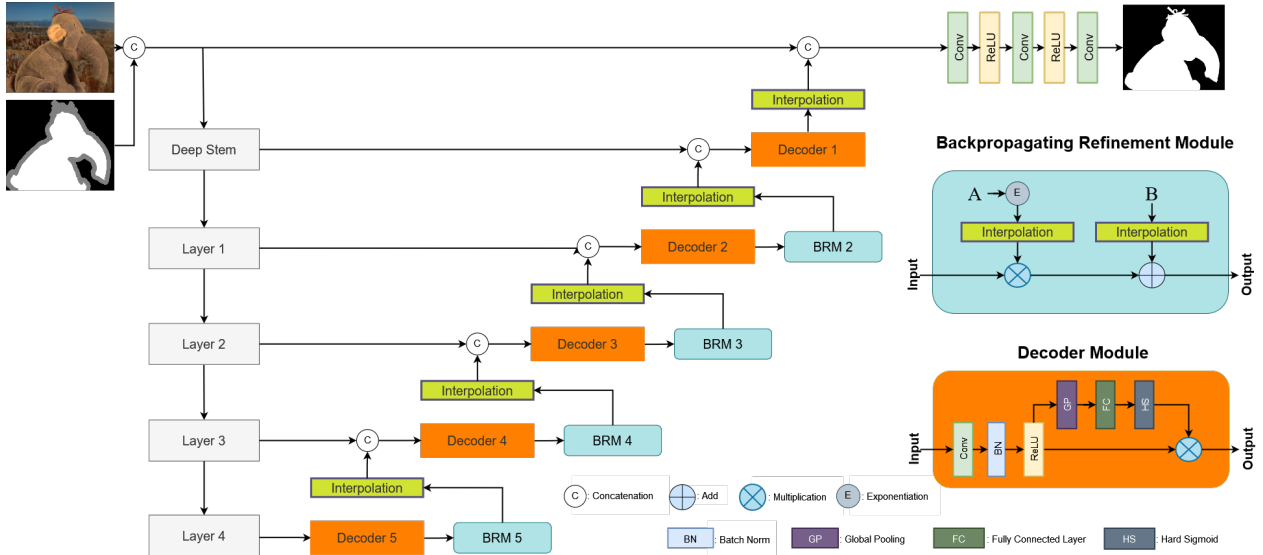 C
C
Conv
ReLU
Conv
ReLU
Conv
Interpolation
Deep Stem
C
Decoder 1
Interpolation
Layer 1
C
Decoder 2
BRM 2
Interpolation
Layer 2
C
Decoder 3
BRM 3
Interpolation
Layer 3
C
Decoder 4
BRM 4
Interpolation
Layer 4
Decoder 5
BRM 5
Backpropagating Refinement Module
A
E
B
Interpolation
Interpolation
Input
Output
Decoder Module
GP
FC
HS
Input
Conv
BN
ReLU
Output
C : Concatenation
: Add
: Multiplication
E : Exponentiation
BN : Batch Norm
GP : Global Pooling
FC : Fully Connected Layer
HS : Hard Sigmoid